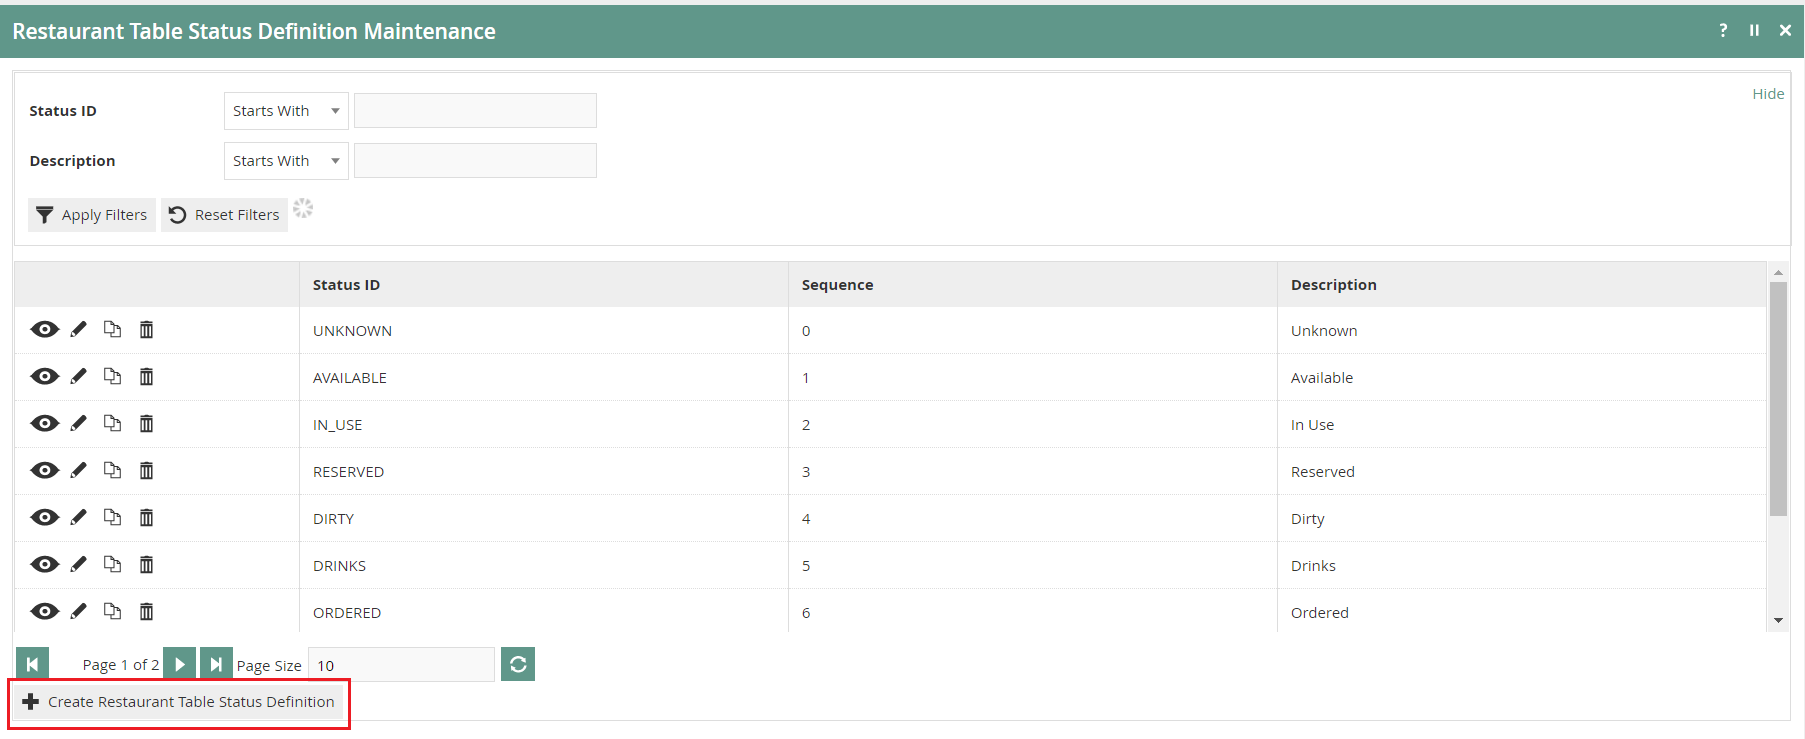 Restaurant Table Status Definition Maintenance ?
Hide
Status ID Starts With
Description Starts With
Apply Filters Reset Filters
Status ID Sequence Description
UNKNOWN 0 Unknown
AVAILABLE 1 Available
IN_USE 2 In Use
RESERVED 3 Reserved
DIRTY 4 Dirty
DRINKS 5 Drinks
ORDERED 6 Ordered
Page 1 of 2 Page Size 10
Create Restaurant Table Status Definition